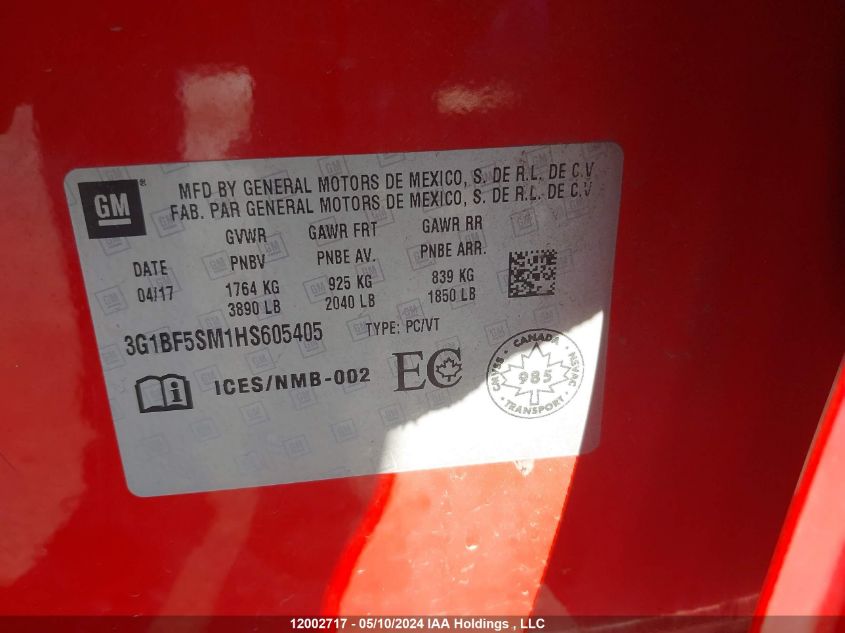 GM ®
MFD BY GENERAL MOTORS DE MEXICO, S. DE R.L. DE C.V
FAB. PAR GENERAL MOTORS DE MEXICO, S. DE R.L. DE C.V
GVWR GAWR FRT GAWR RR
DATE PNBV PNBE AV. PNBE ARR.
04/17 1764 KG 925 KG 839 KG
3890 LB 2040 LB 1850 LB
3G1BF5SM1HS605405 TYPE: PC/VT
i ICES/NMB-002 EC
CANADA
CMVSS 985 NSVAC
TRANSPORT
12002717 - 05/10/2024 IAA Holdings , LLC